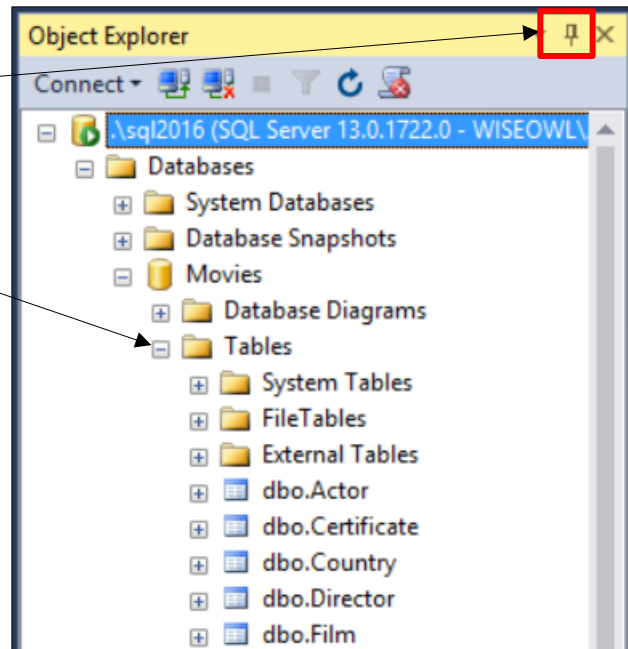 Object Explorer
Connect
.\sql2016 (SQL Server 13.0.1722.0 - WISEOWL\
Databases
System Databases
Database Snapshots
Movies
Database Diagrams
Tables
System Tables
FileTables
External Tables
dbo.Actor
dbo.Certificate
dbo.Country
dbo.Director
dbo.Film